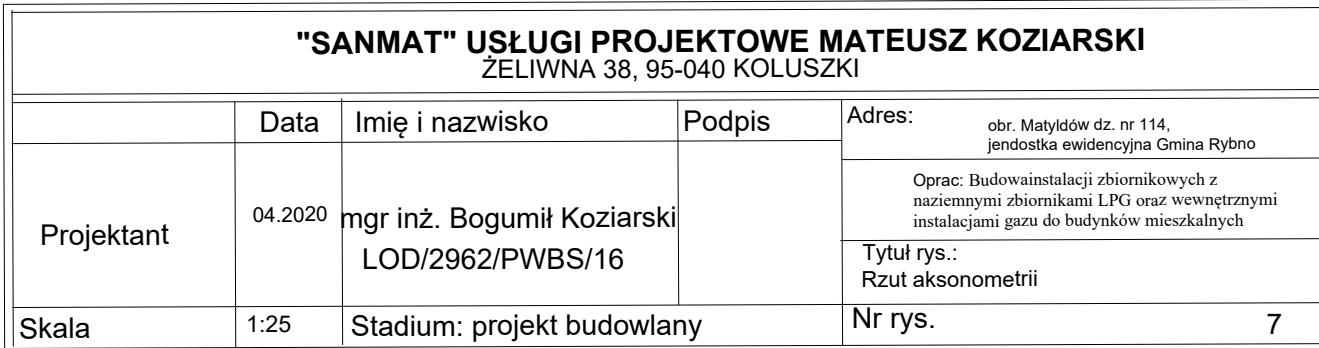 "SANMAT" USŁUGI PROJEKTOWE MATEUSZ KOZIARSKI
ŻELIWNA 38, 95-040 KOLUSZKI
Data Imię i nazwisko Podpis
Projektant 04.2020 mgr inż. Bogumił Koziarski
LOD/2962/PWBS/16
Adres: obr. Matyldów dz. nr 114,
jendostka ewidencyjna Gmina Rybno
Oprac: Budowainstalacji zbiornikowych z
naziemnymi zbiornikami LPG oraz wewnętrznymi
instalacjami gazu do budynków mieszkalnych
Tytuł rys.:
Rzut aksonometrii
Skala 1:25 Stadium: projekt budowlany Nr rys. 7